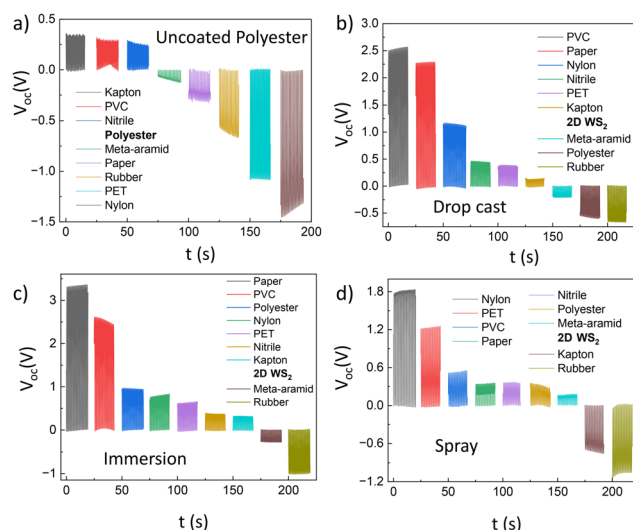 a)
Uncoated Polyester
V_oc(V)
0.5
0.0
−0.5
−1.0
−1.5
Kapton
PVC
Nitrile
Polyester
Meta-aramid
Paper
Rubber
PET
Nylon
0 50 100 150 200
t (s)
b)
V_oc(V)
3.0
2.5
2.0
1.5
1.0
0.5
0.0
−0.5
PVC
Paper
Nylon
Nitrile
PET
Kapton
2D WS₂
Meta-aramid
Polyester
Rubber
Drop cast
0 50 100 150 200
t (s)
c)
V_oc(V)
3
2
1
0
−1
Paper
PVC
Polyester
Nylon
PET
Nitrile
Kapton
2D WS₂
Meta-aramid
Rubber
Immersion
0 50 100 150 200
t (s)
d)
V_oc(V)
1.8
1.2
0.6
0.0
−0.6
−1.2
Nylon
PET
PVC
Paper
Nitrile
Polyester
Meta-aramid
2D WS₂
Kapton
Rubber
Spray
0 50 100 150 200
t (s)